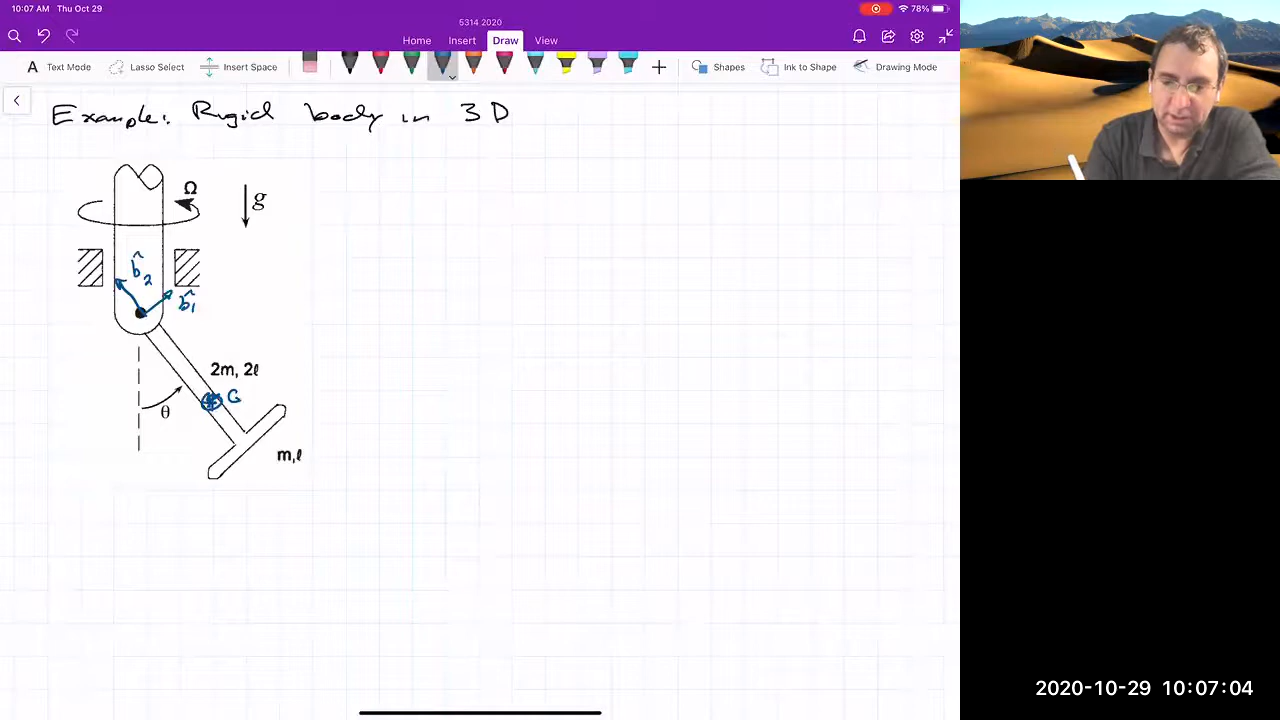 10:07 AM Thu Oct 29
78%
5314 2020
Home Insert Draw View
Text Mode Lasso Select Insert Space Shapes Ink to Shape Drawing Mode
Example: Rigid body in 3D
Ω
g
b̂2
b̂1
2m, 2ℓ
G
θ
m,ℓ
2020-10-29 10:07:04